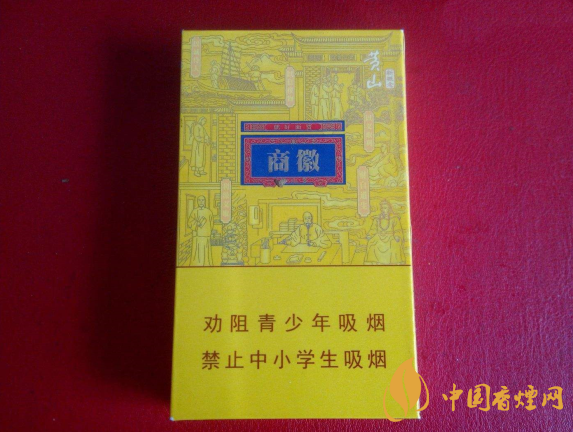 黄山
商徽
劝阻青少年吸烟
禁止中小学生吸烟
中国香煙网